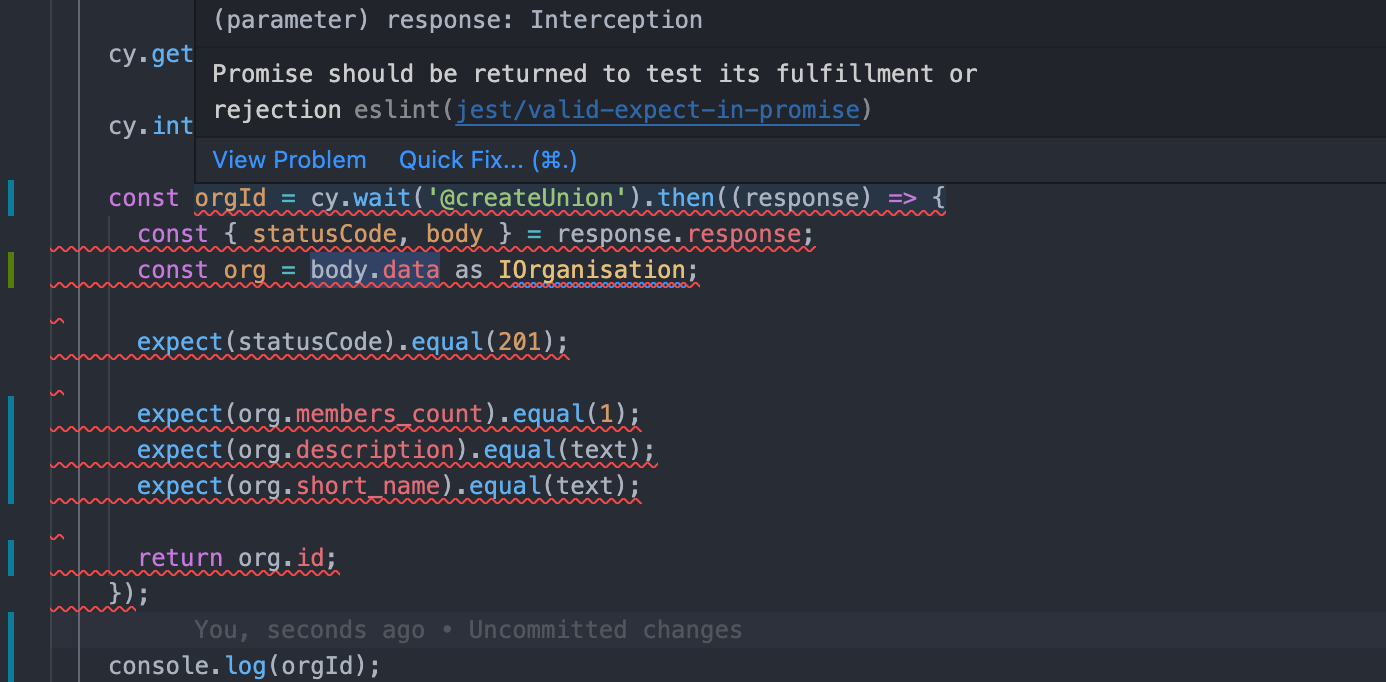 (parameter) response: Interception
cy.get
Promise should be returned to test its fulfillment or
rejection eslint(jest/valid-expect-in-promise)
cy.int
View Problem Quick Fix... (⌘.)
const orgId = cy.wait('@createUnion').then((response) => {
const { statusCode, body } = response.response;
const org = body.data as IOrganisation;
expect(statusCode).equal(201);
expect(org.members_count).equal(1);
expect(org.description).equal(text);
expect(org.short_name).equal(text);
return org.id;
});
You, seconds ago • Uncommitted changes
console.log(orgId);